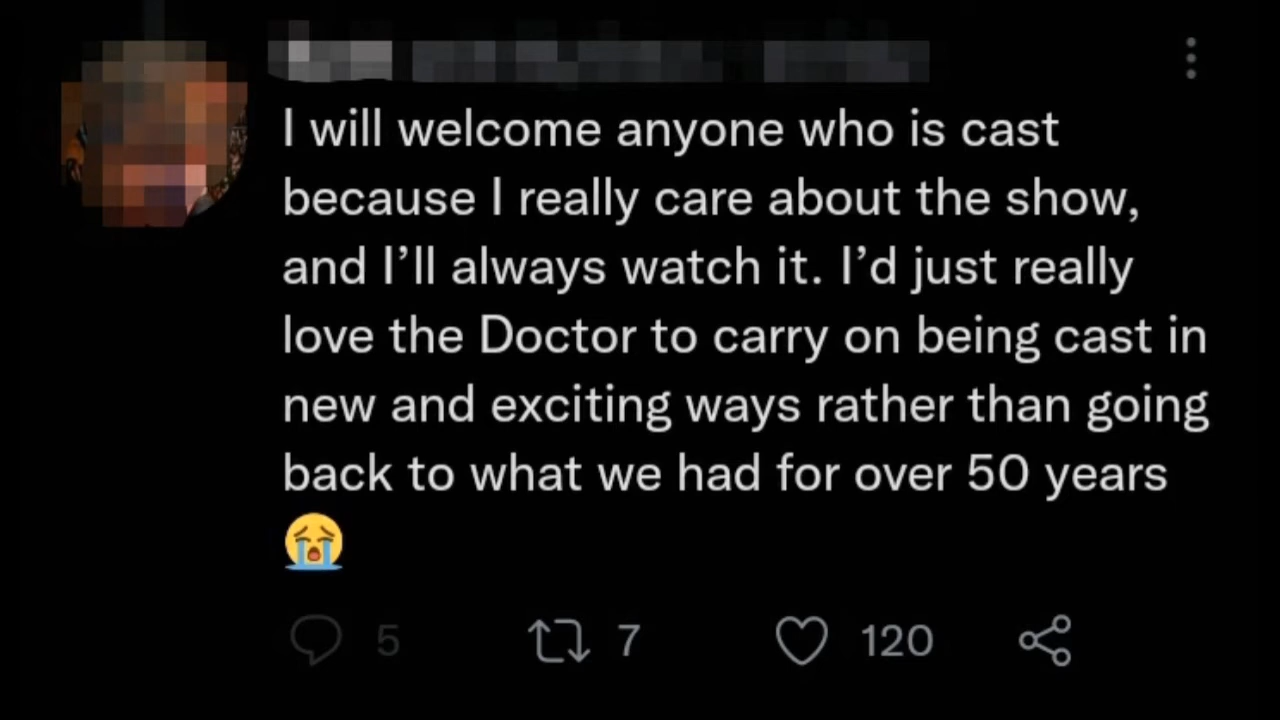 I will welcome anyone who is cast
because I really care about the show,
and I’ll always watch it. I’d just really
love the Doctor to carry on being cast in
new and exciting ways rather than going
back to what we had for over 50 years
😭
5 7 120